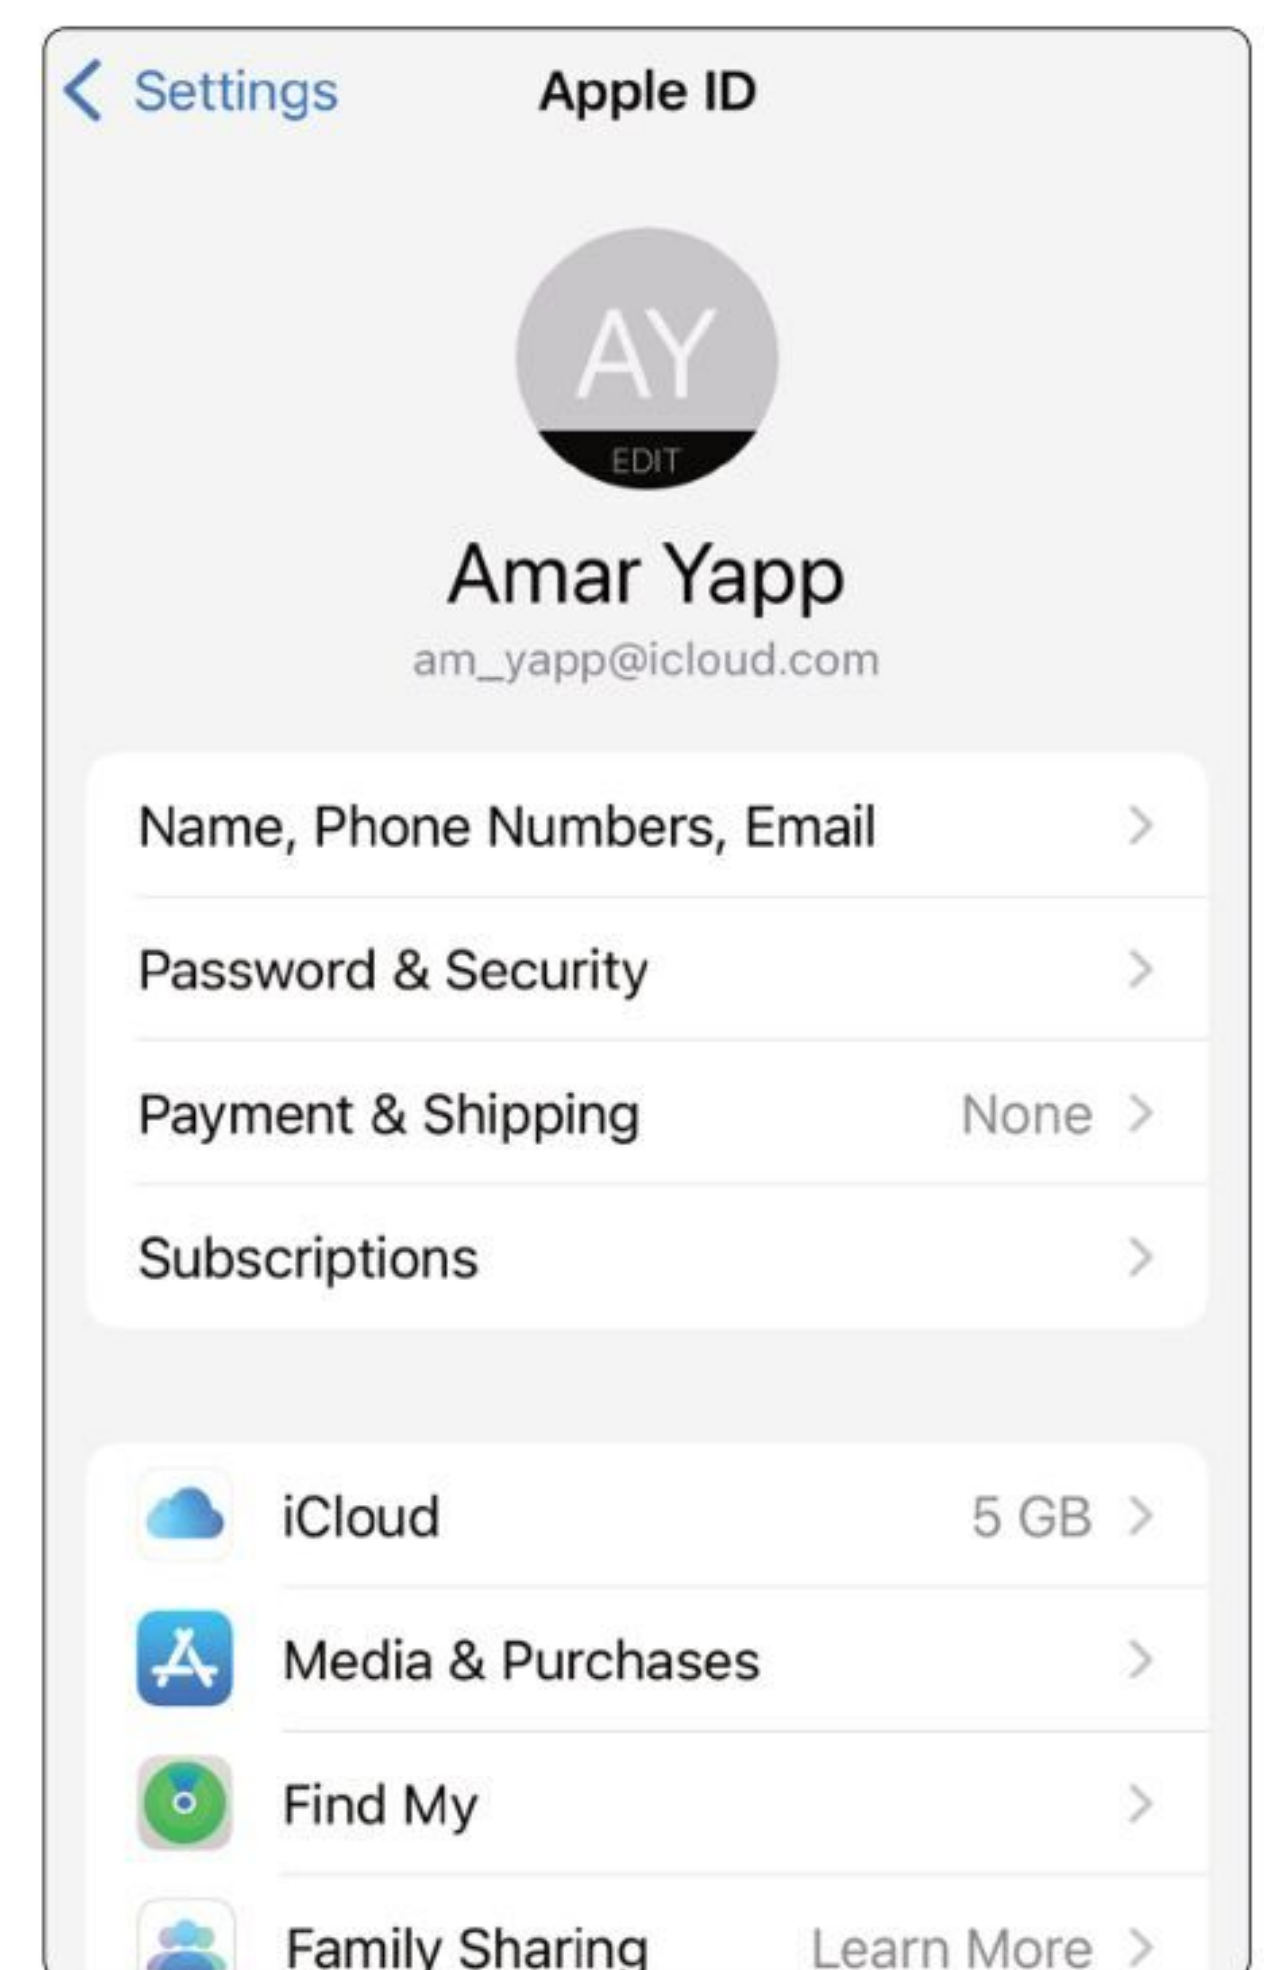 Settings
Apple ID
AY
EDIT
Amar Yapp
am_yapp@icloud.com
Name, Phone Numbers, Email
Password & Security
Payment & Shipping None
Subscriptions
iCloud 5 GB
Media & Purchases
Find My
Family Sharing Learn More